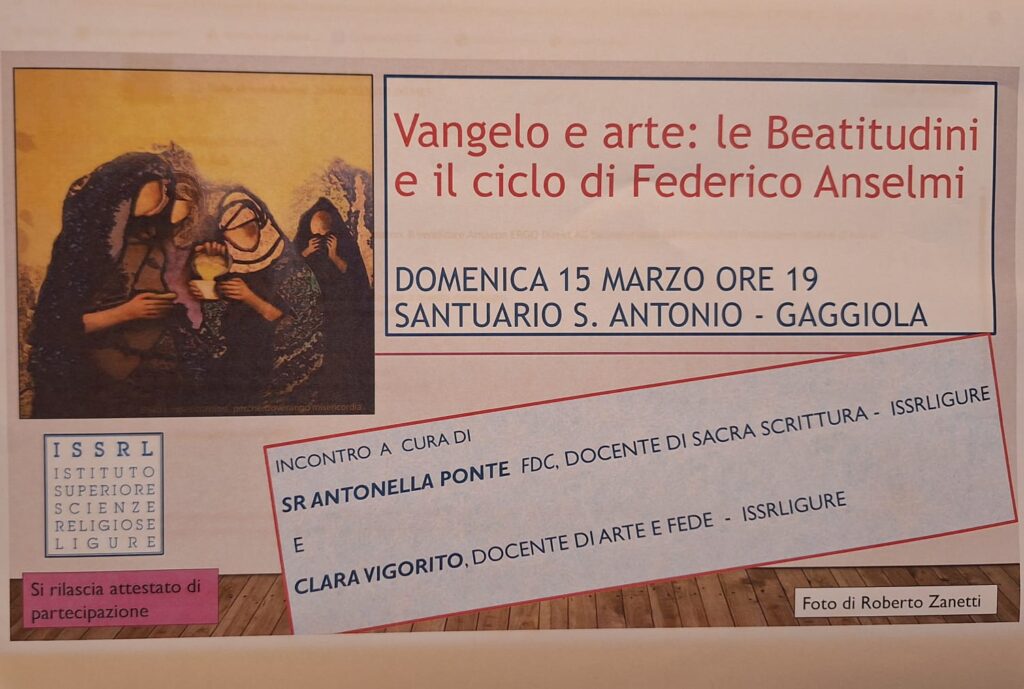 Vangelo e arte: le Beatitudini
e il ciclo di Federico Anselmi
DOMENICA 15 MARZO ORE 19
SANTUARIO S. ANTONIO - GAGGIOLA
misericordia
INCONTRO A CURA DI
SR ANTONELLA PONTE FDC, DOCENTE DI SACRA SCRITTURA - ISSRLIGURE
E
CLARA VIGORITO, DOCENTE DI ARTE E FEDE - ISSRLIGURE
ISSRL
ISTITUTO
SUPERIORE
SCIENZE
RELIGIOSE
LIGURE
Si rilascia attestato di
partecipazione
Foto di Roberto Zanetti